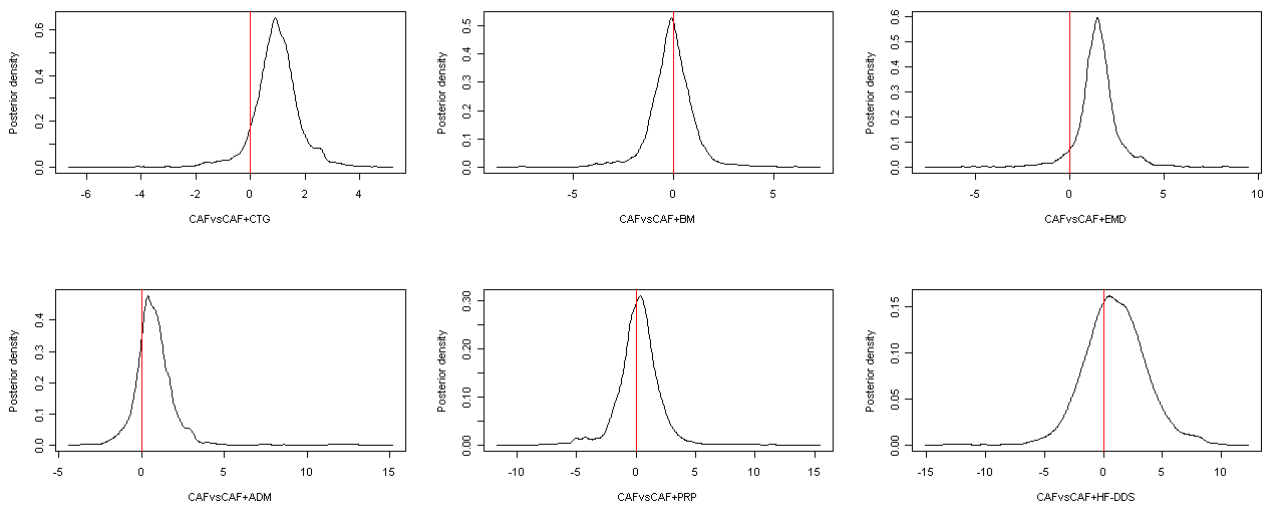 Posterior density
0.0 0.2 0.4 0.6
-6 -4 -2 0 2 4
CAFvsCAF+CTG
Posterior density
0.0 0.1 0.2 0.3 0.4 0.5
-5 0 5
CAFvsCAF+BM
Posterior density
0.0 0.1 0.2 0.3 0.4 0.5 0.6
-5 0 5 10
CAFvsCAF+EMD
Posterior density
0.0 0.1 0.2 0.3 0.4
-5 0 5 10 15
CAFvsCAF+ADM
Posterior density
0.00 0.10 0.20 0.30
-10 -5 0 5 10 15
CAFvsCAF+PRP
Posterior density
0.00 0.05 0.10 0.15
-15 -10 -5 0 5 10
CAFvsCAF+HF-DDS